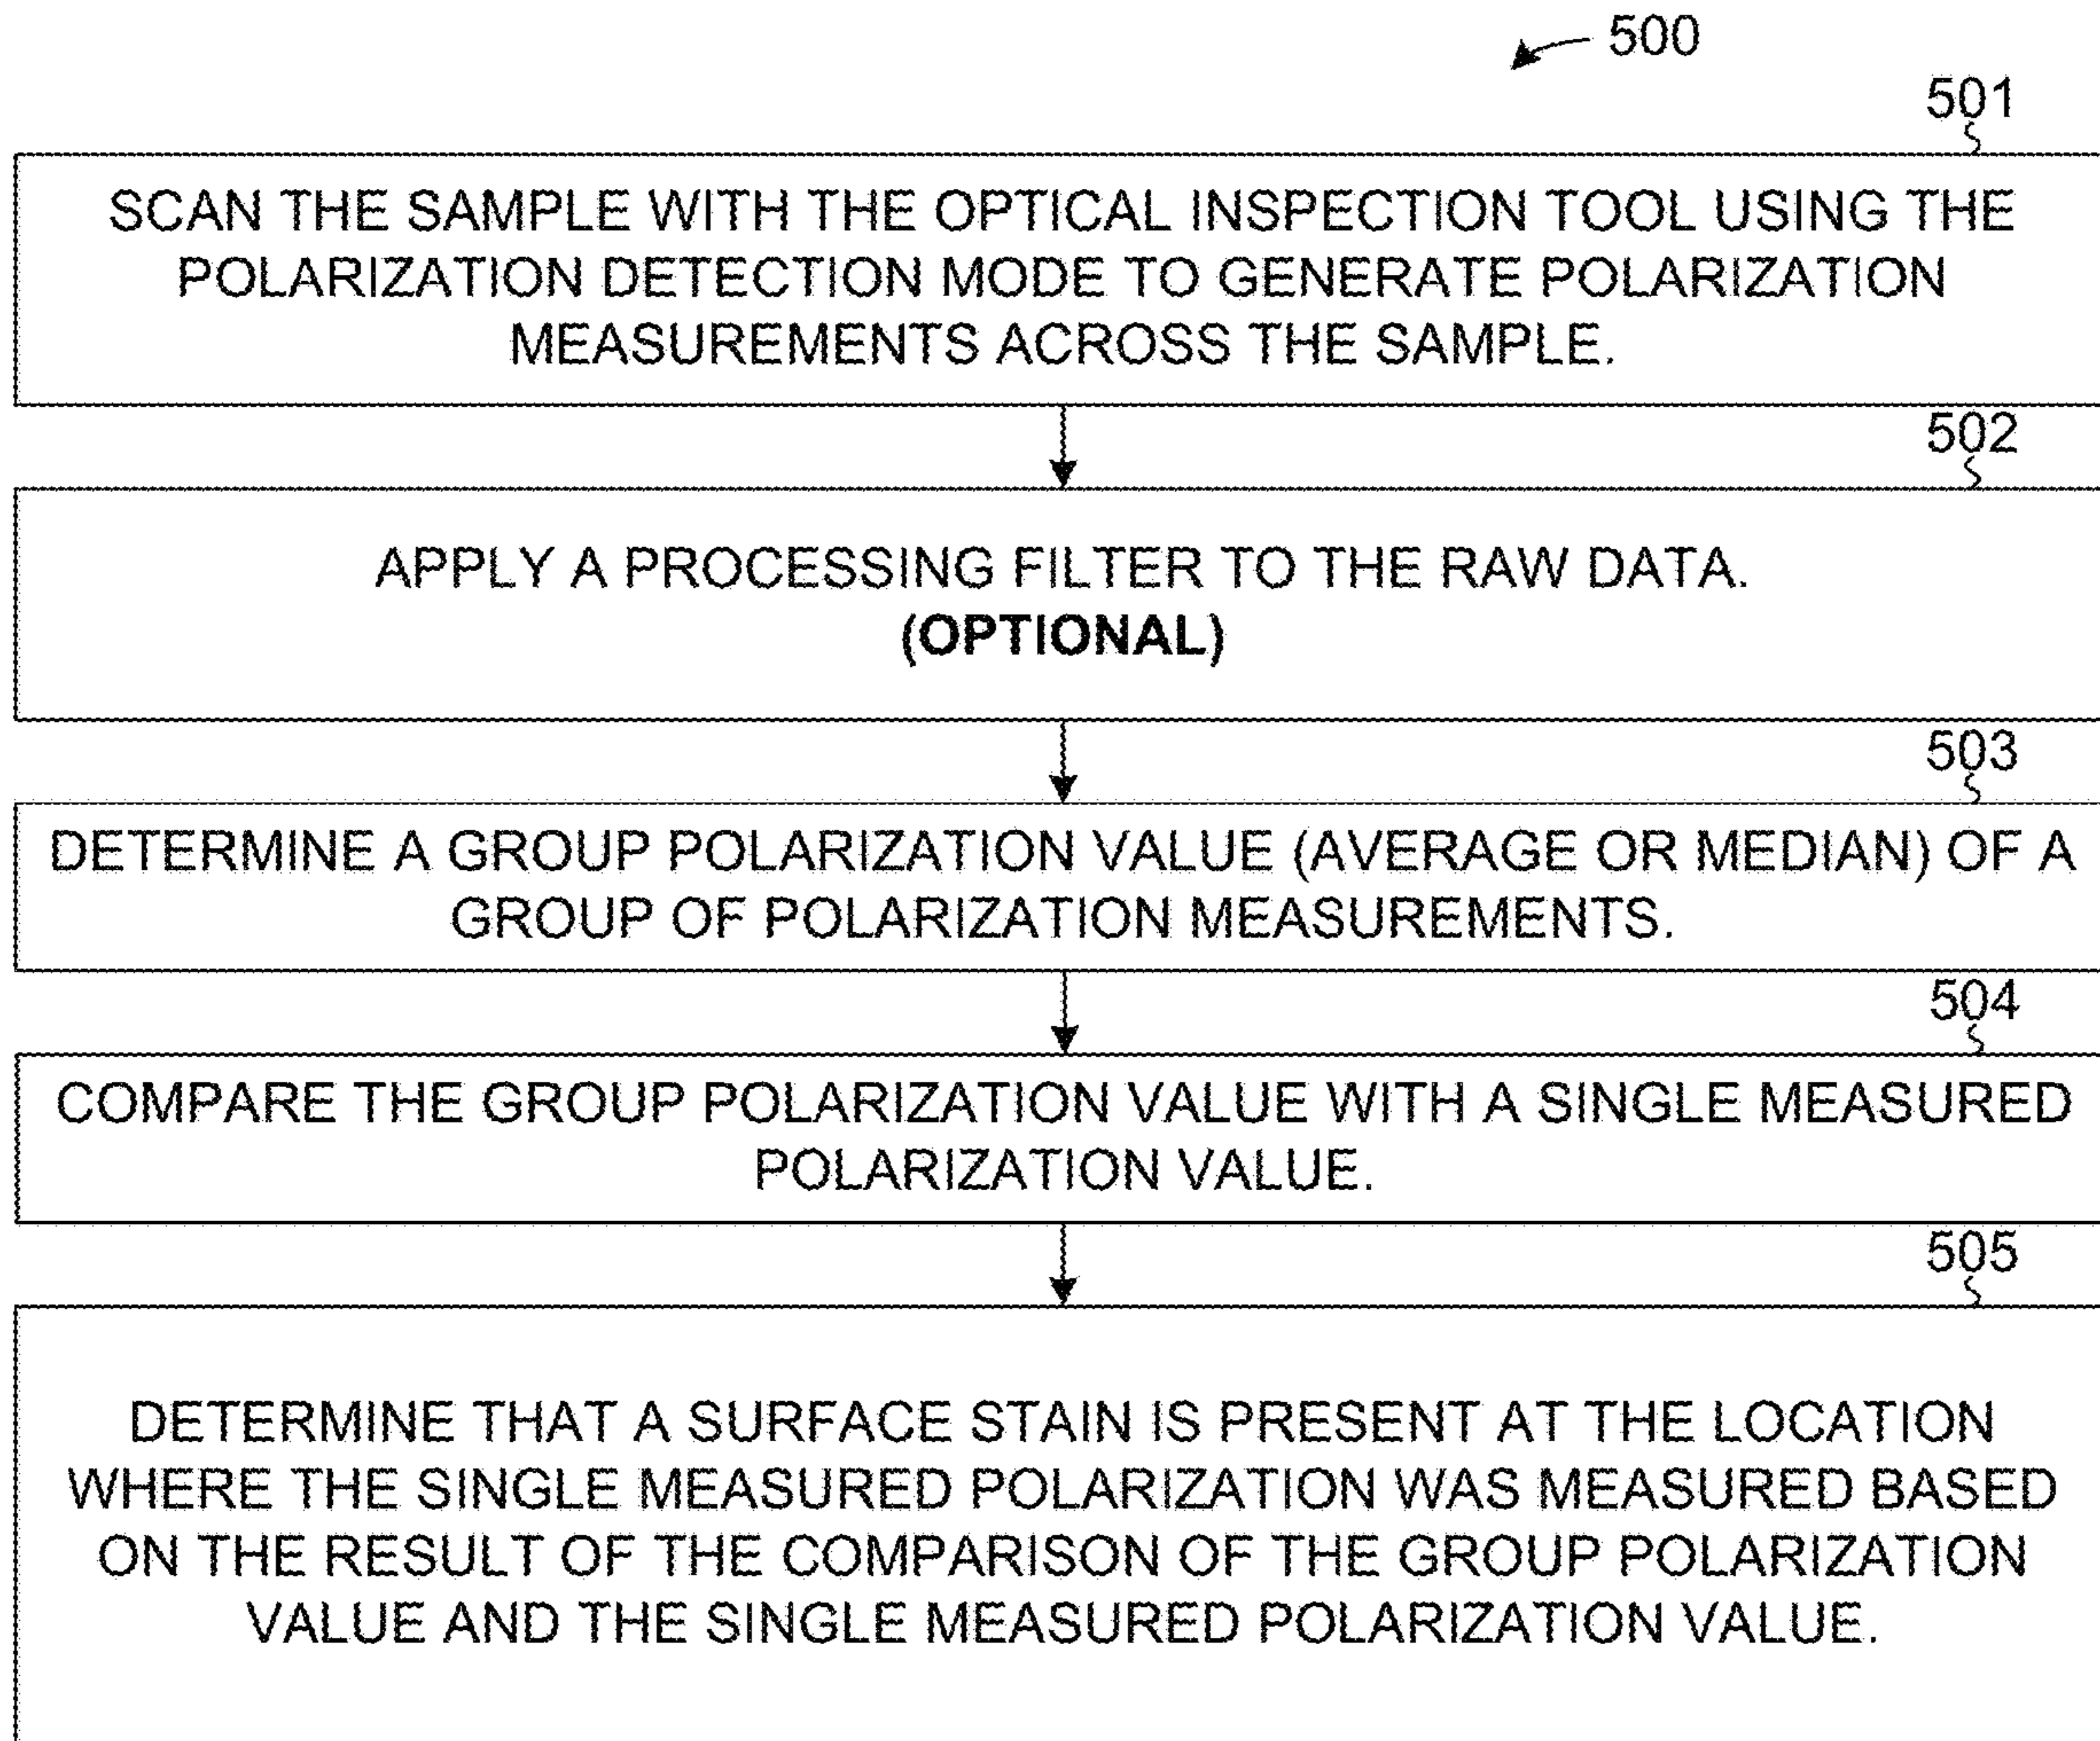 500
501
SCAN THE SAMPLE WITH THE OPTICAL INSPECTION TOOL USING THE
POLARIZATION DETECTION MODE TO GENERATE POLARIZATION
MEASUREMENTS ACROSS THE SAMPLE.
502
APPLY A PROCESSING FILTER TO THE RAW DATA.
(OPTIONAL)
503
DETERMINE A GROUP POLARIZATION VALUE (AVERAGE OR MEDIAN) OF A
GROUP OF POLARIZATION MEASUREMENTS.
504
COMPARE THE GROUP POLARIZATION VALUE WITH A SINGLE MEASURED
POLARIZATION VALUE.
505
DETERMINE THAT A SURFACE STAIN IS PRESENT AT THE LOCATION
WHERE THE SINGLE MEASURED POLARIZATION WAS MEASURED BASED
ON THE RESULT OF THE COMPARISON OF THE GROUP POLARIZATION
VALUE AND THE SINGLE MEASURED POLARIZATION VALUE.